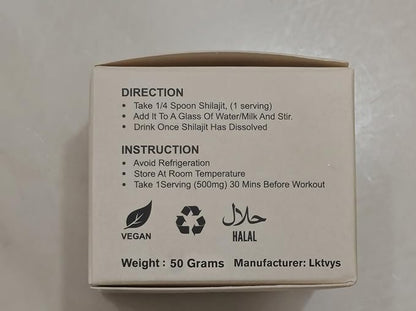 DIRECTION
• Take 1/4 Spoon Shilajit, (1 serving)
• Add It To A Glass Of Water/Milk And Stir.
• Drink Once Shilajit Has Dissolved
INSTRUCTION
• Avoid Refrigeration
• Store At Room Temperature
• Take 1Serving (500mg) 30 Mins Before Workout
حلال
VEGAN HALAL
Weight : 50 Grams Manufacturer: Lktvys